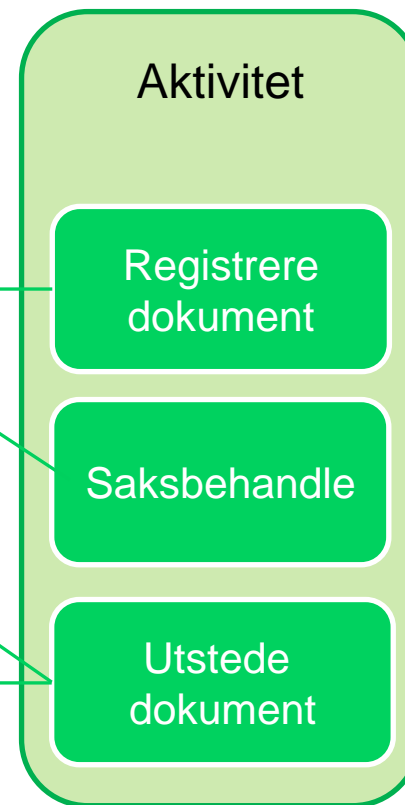 Aktivitet
Registrere
dokument
Saksbehandle
Utstede
dokument